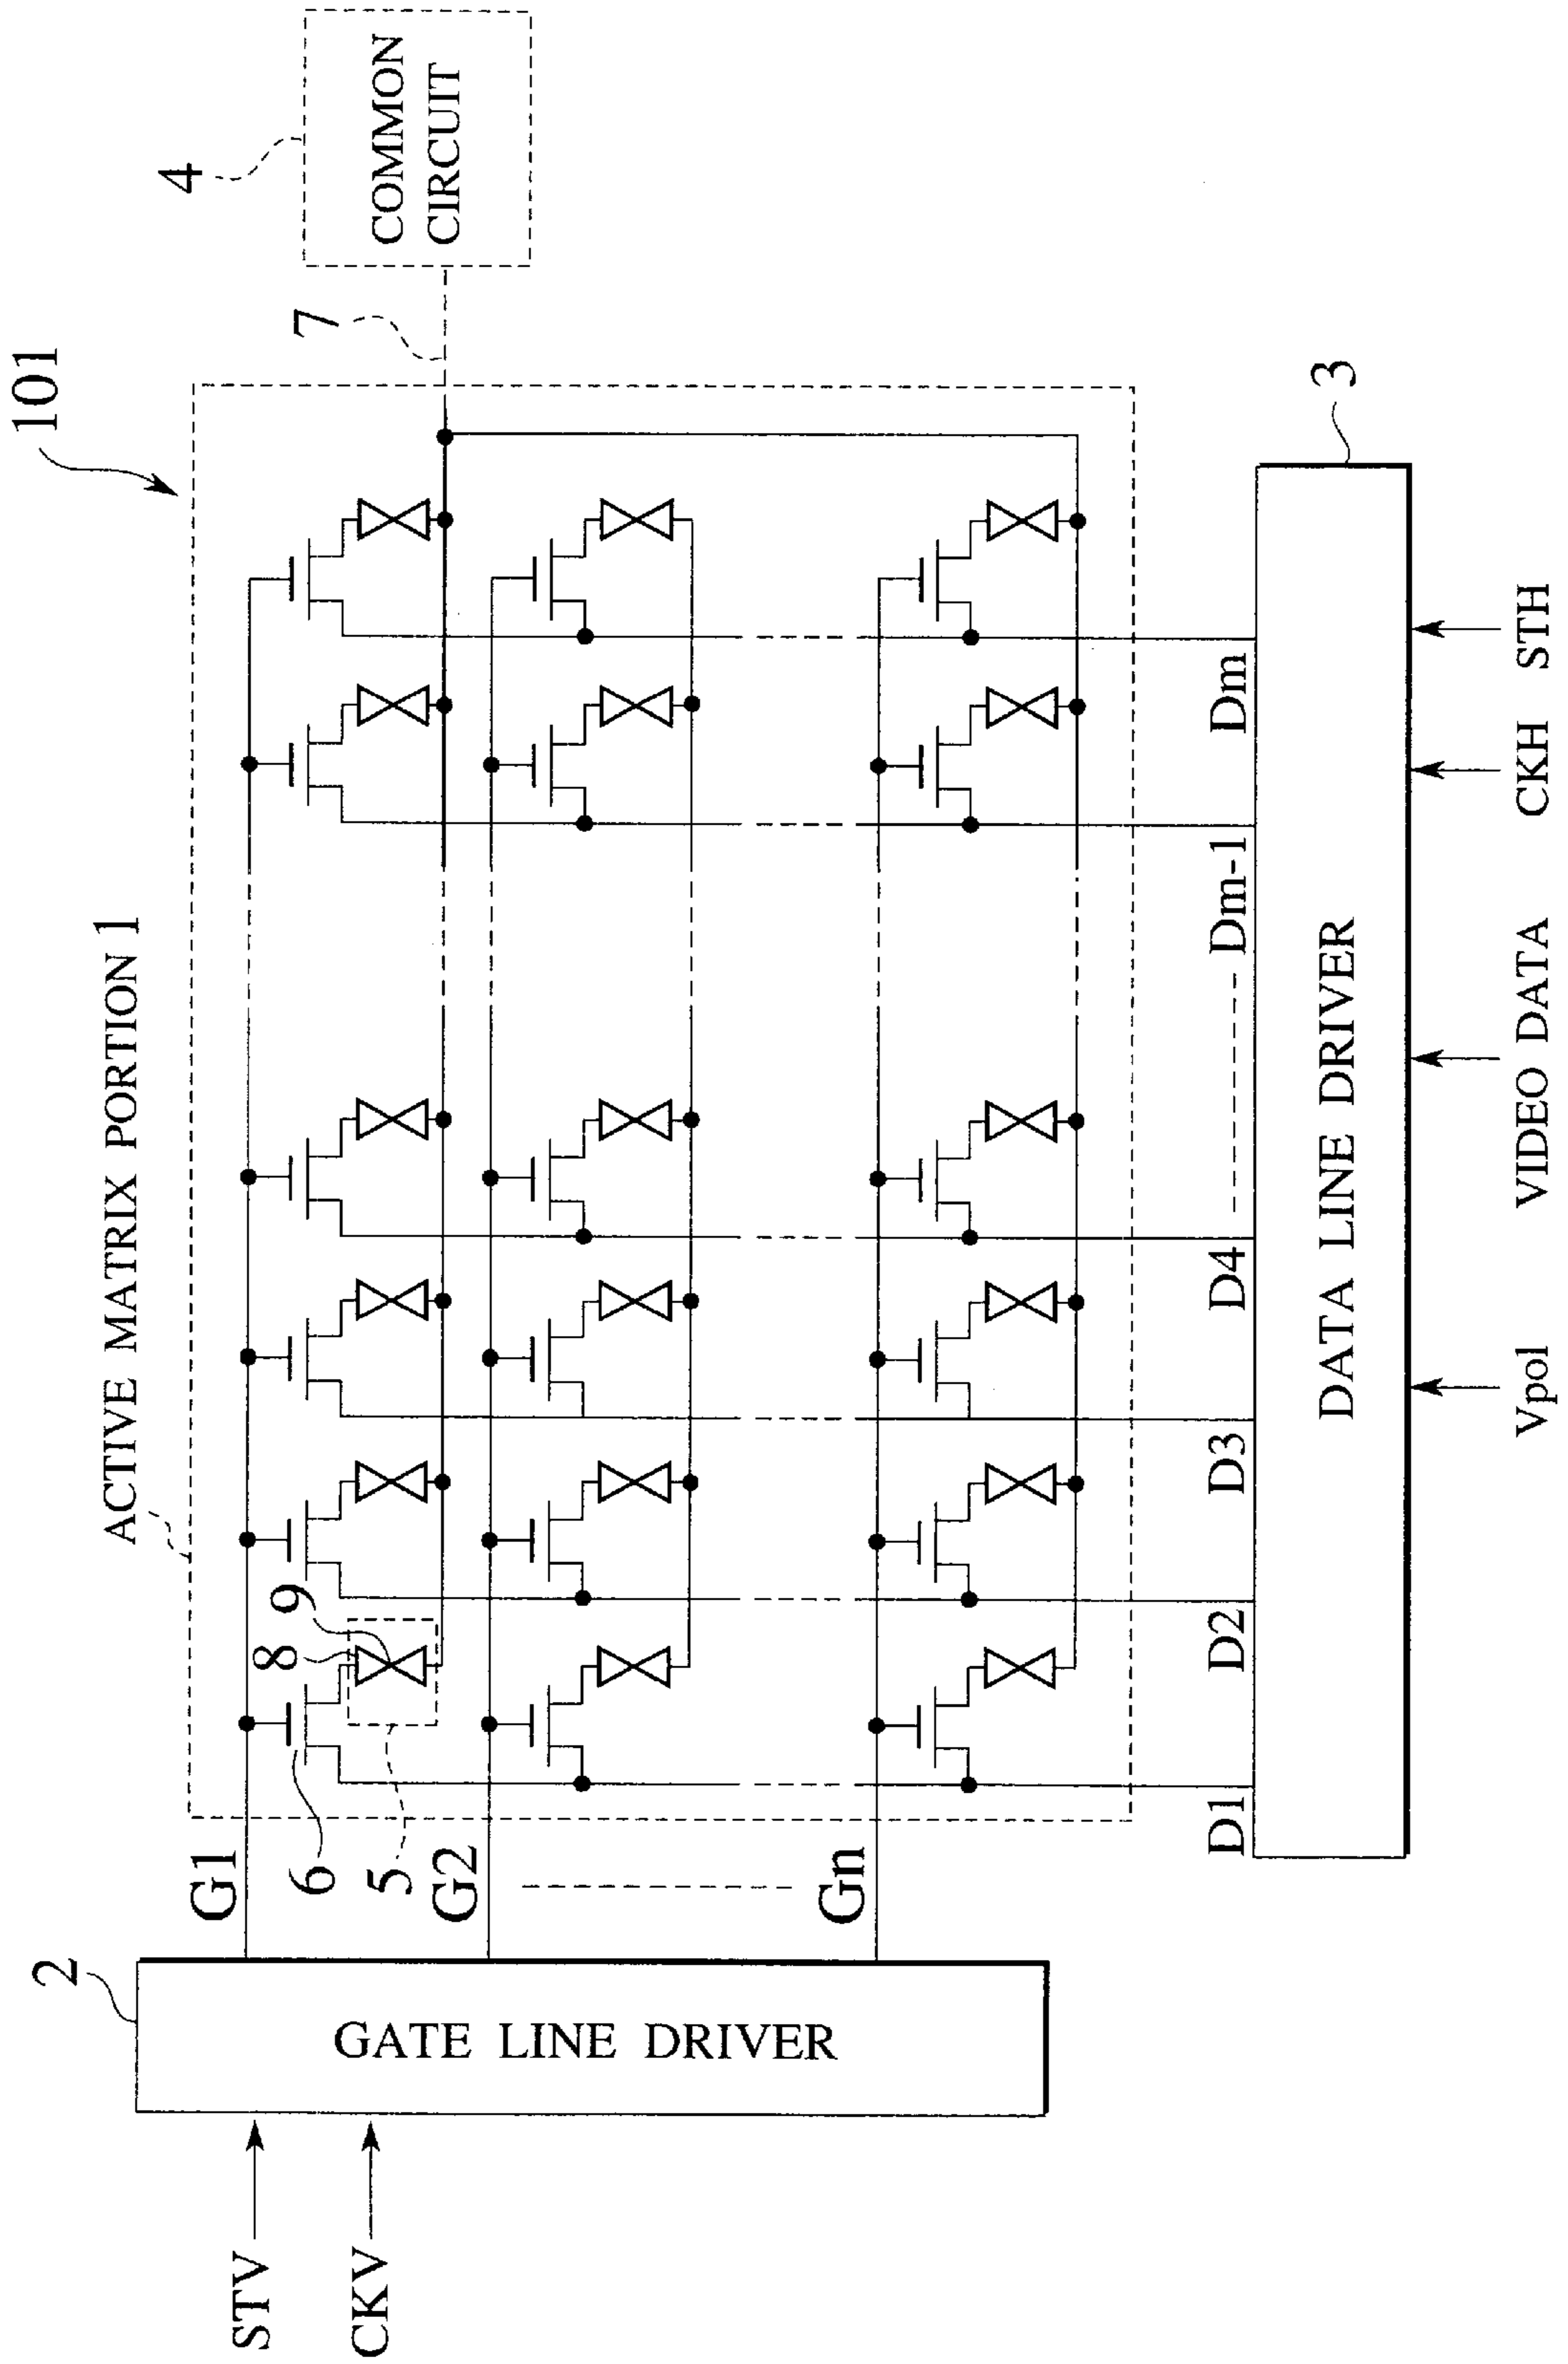 101
ACTIVE MATRIX PORTION 1
4
COMMON
CIRCUIT
7
2
GATE LINE DRIVER
STV
CKV
G1
G2
Gn
6
5
8
9
D1
D2
D3
D4
Dm-1
Dm
DATA LINE DRIVER
3
Vpol
VIDEO DATA
CKH
STH